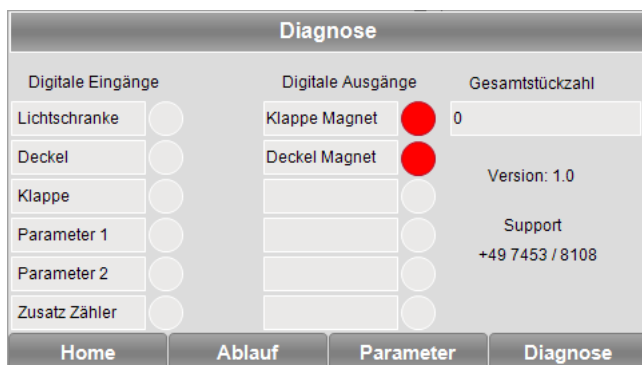 Diagnose
Digitale Eingänge
Digitale Ausgänge
Gesamtstückzahl
Lichtschranke
Klappe Magnet
0
Deckel
Deckel Magnet
Version: 1.0
Klappe
Parameter 1
Support
+49 7453 / 8108
Parameter 2
Zusatz Zähler
Home
Ablauf
Parameter
Diagnose